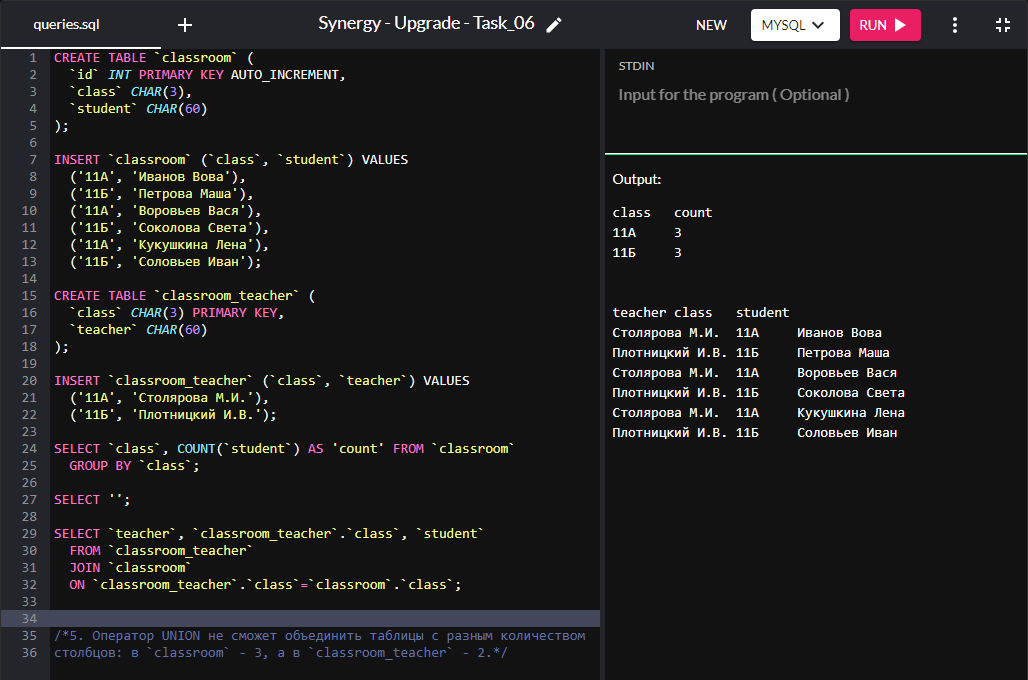 queries.sql
+
Synergy - Upgrade - Task_06
NEW
MYSQL
RUN
1 CREATE TABLE `classroom` (
2 `id` INT PRIMARY KEY AUTO_INCREMENT,
3 `class` CHAR(3),
4 `student` CHAR(60)
5 );
6
7 INSERT `classroom` (`class`, `student`) VALUES
8 ('11А', 'Иванов Вова'),
9 ('11Б', 'Петрова Маша'),
10 ('11А', 'Воровьев Вася'),
11 ('11Б', 'Соколова Света'),
12 ('11А', 'Кукушкина Лена'),
13 ('11Б', 'Соловьев Иван');
14
15 CREATE TABLE `classroom_teacher` (
16 `class` CHAR(3) PRIMARY KEY,
17 `teacher` CHAR(60)
18 );
19
20 INSERT `classroom_teacher` (`class`, `teacher`) VALUES
21 ('11А', 'Столярова М.И.'),
22 ('11Б', 'Плотницкий И.В.');
23
24 SELECT `class`, COUNT(`student`) AS 'count' FROM `classroom`
25 GROUP BY `class`;
26
27 SELECT '';
28
29 SELECT `teacher`, `classroom_teacher`.`class`, `student`
30 FROM `classroom_teacher`
31 JOIN `classroom`
32 ON `classroom_teacher`.`class`=`classroom`.`class`;
33
34
35 /*5. Оператор UNION не сможет объединить таблицы с разным количеством
36 столбцов: в `classroom` - 3, а в `classroom_teacher` - 2.*/
STDIN
Input for the program ( Optional )
Output:
class count
11А 3
11Б 3
teacher class student
Столярова М.И. 11А Иванов Вова
Плотницкий И.В. 11Б Петрова Маша
Столярова М.И. 11А Воровьев Вася
Плотницкий И.В. 11Б Соколова Света
Столярова М.И. 11А Кукушкина Лена
Плотницкий И.В. 11Б Соловьев Иван